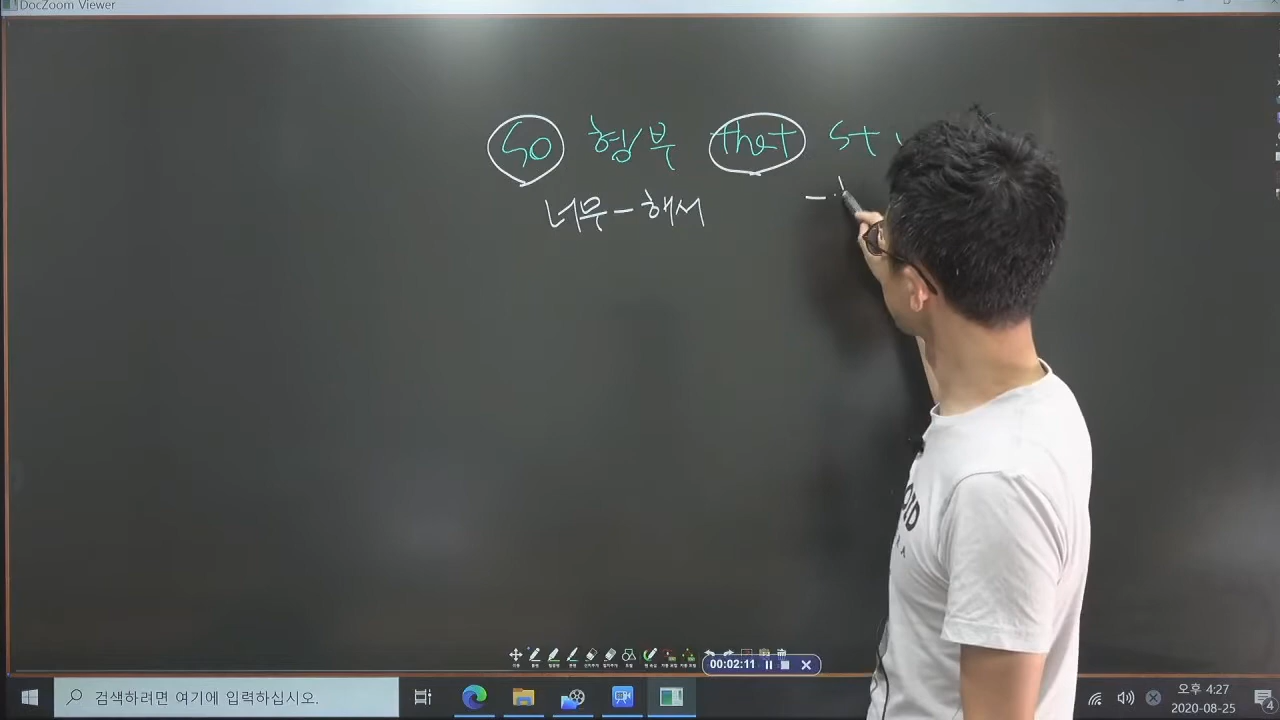 DocZoom Viewer
so 형/부 that S+
너무 - 해서 -
00:02:11
검색하려면 여기에 입력하십시오.
오후 4:27
2020-08-25
4